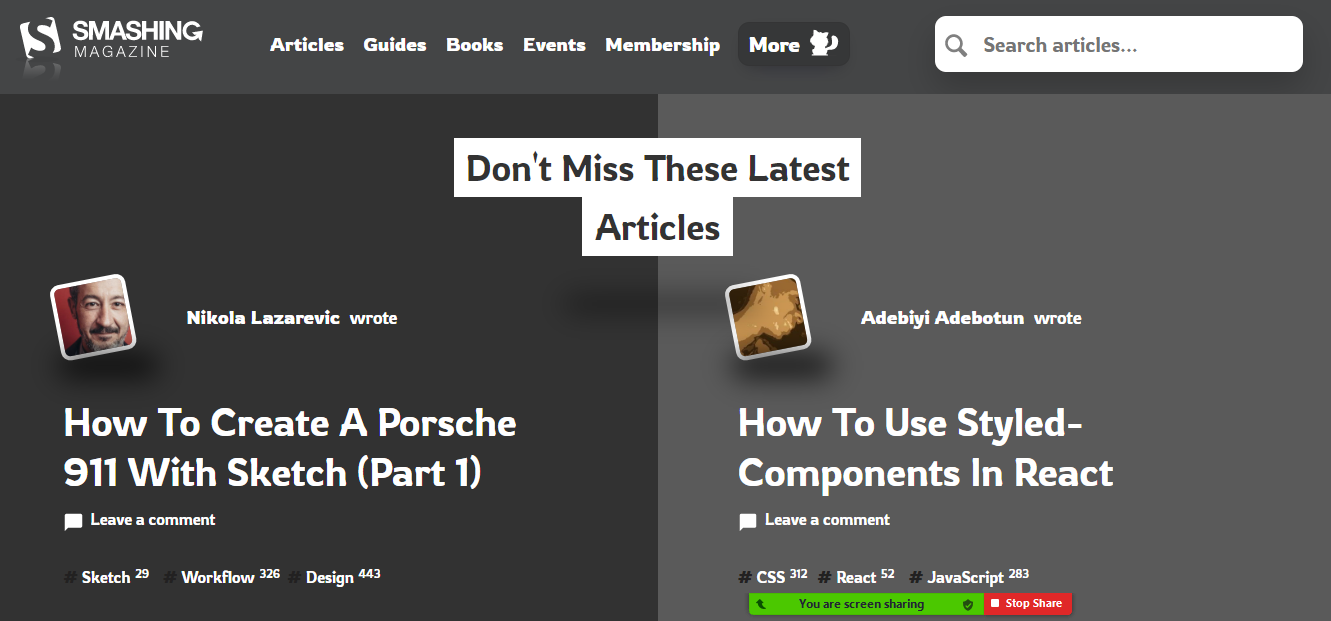 SMASHING
MAGAZINE
Articles Guides Books Events Membership More
Search articles...
Don't Miss These Latest
Articles
Nikola Lazarevic wrote
How To Create A Porsche
911 With Sketch (Part 1)
Leave a comment
# Sketch 29 # Workflow 326 # Design 443
Adebiyi Adebotun wrote
How To Use Styled-
Components In React
Leave a comment
# CSS 312 # React 52 # JavaScript 283
You are screen sharing Stop Share